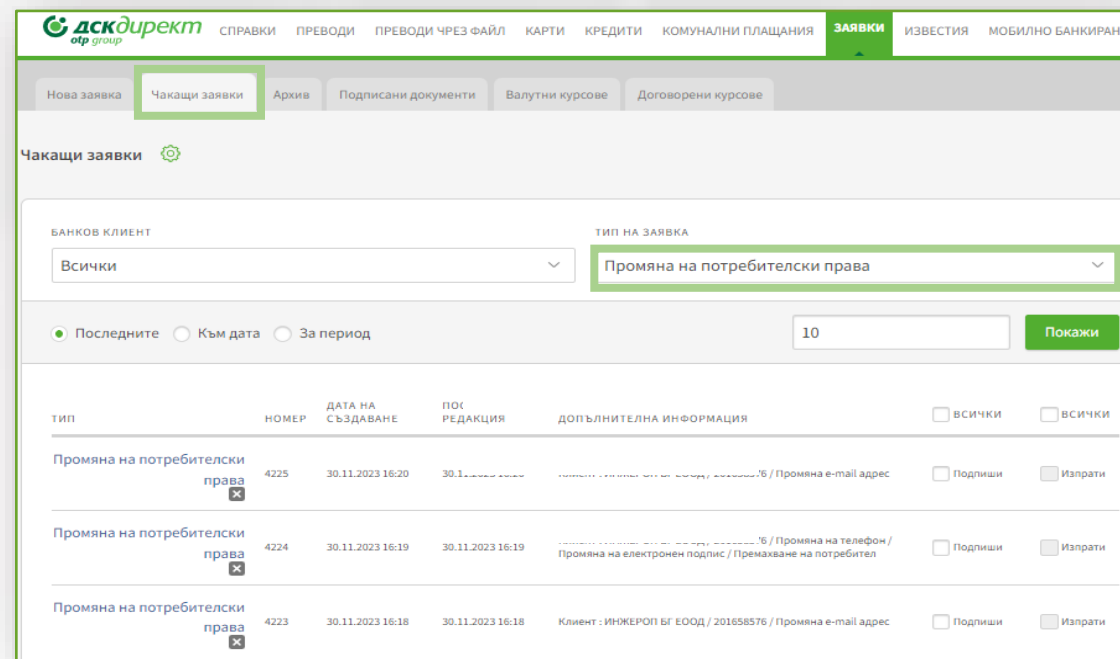 дскдирект СПРАВКИ ПРЕВОДИ ПРЕВОДИ ЧРЕЗ ФАЙЛ КАРТИ КРЕДИТИ КОМУНАЛНИ ПЛАЩАНИЯ ЗАЯВКИ ИЗВЕСТИЯ МОБИЛНО БАНКИРАН
otp group
Нова заявка Чакащи заявки Архив Подписани документи Валутни курсове Договорени курсове
Чакащи заявки
БАНКОВ КЛИЕНТ ТИП НА ЗАЯВКА
Всички Промяна на потребителски права
Последните Към дата За период 10 Покажи
ДАТА НА ПОС
ТИП НОМЕР СЪЗДАВАНЕ РЕДАКЦИЯ ДОПЪЛНИТЕЛНА ИНФОРМАЦИЯ ВСИЧКИ ВСИЧКИ
Промяна на потребителски
права 4225 30.11.2023 16:20 / Промяна e-mail адрес Подпиши Изпрати
Промяна на потребителски
права 4224 30.11.2023 16:19 30.11.2023 16:19 / Промяна на телефон / Подпиши Изпрати
Промяна на електронен подпис / Премахване на потребител
Промяна на потребителски
права 4223 30.11.2023 16:18 30.11.2023 16:18 Клиент : ИНЖЕРОП БГ ЕООД / 201658576 / Промяна e-mail адрес Подпиши Изпрати